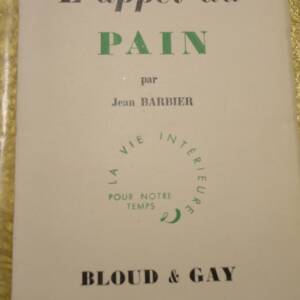 L'appel du
PAIN
par
Jean BARBIER
LA VIE INTÉRIEURE
POUR NOTRE
TEMPS
BLOUD & GAY